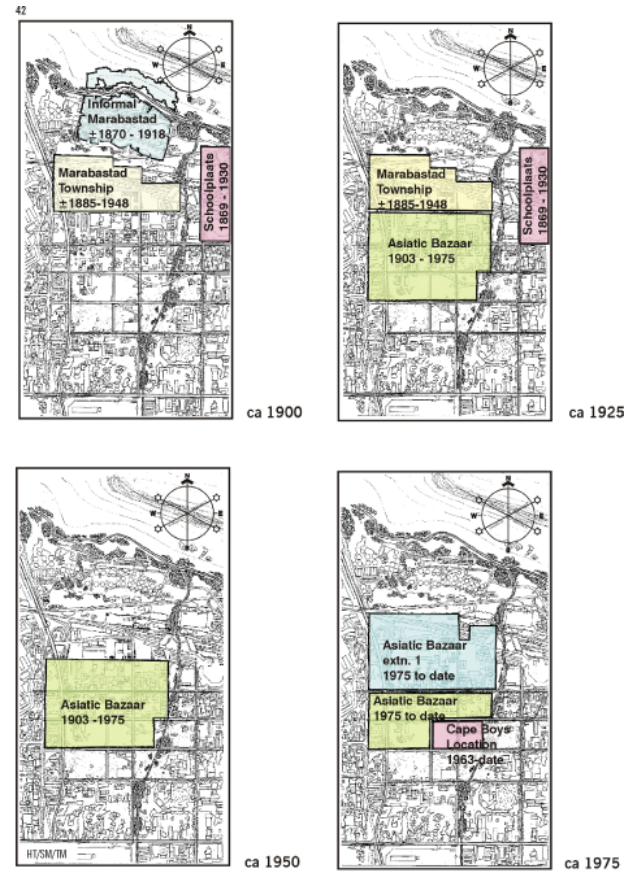 42
N
W
E
S
Informal
Marabastad
±1870 - 1918
Marabastad
Township
±1885-1948
Schoolplaats
1869 - 1930
ca 1900
N
W
E
S
Marabastad
Township
±1885-1948
Schoolplaats
1869 - 1930
Asiatic Bazaar
1903 - 1975
ca 1925
N
W
E
S
Asiatic Bazaar
1903 -1975
HT/SM/TM
ca 1950
N
W
E
S
Asiatic Bazaar
extn. 1
1975 to date
Asiatic Bazaar
1975 to date
Cape Boys
Location
1963-date
ca 1975